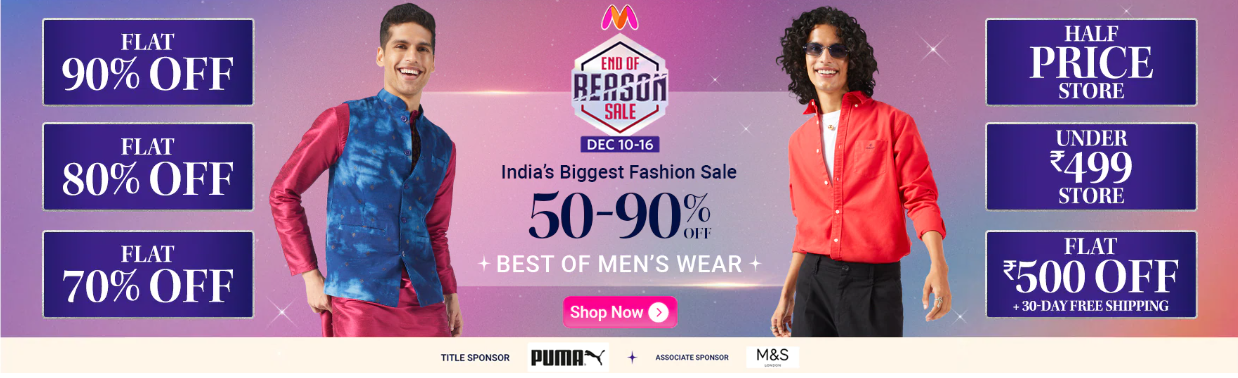 FLAT
90% OFF
FLAT
80% OFF
FLAT
70% OFF
END OF
REASON
SALE
DEC 10-16
India's Biggest Fashion Sale
50-90% OFF
BEST OF MEN'S WEAR
Shop Now
HALF
PRICE
STORE
UNDER
₹499
STORE
FLAT
₹500 OFF
+ 30-DAY FREE SHIPPING
TITLE SPONSOR PUMA ASSOCIATE SPONSOR M&S
LONDON